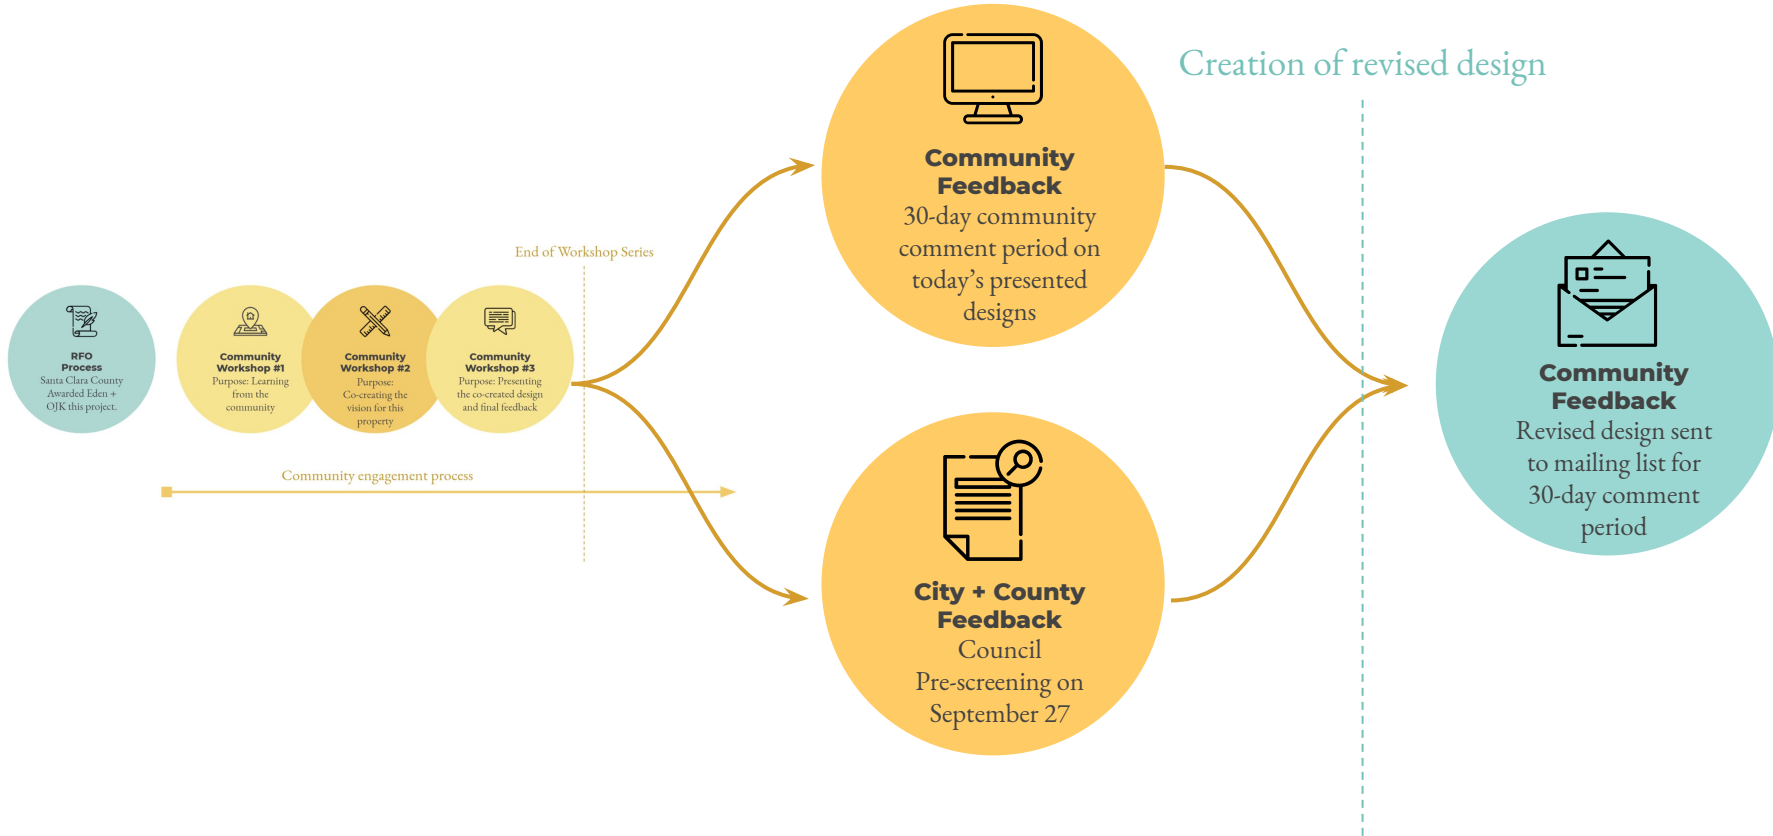 RFO
Process
Santa Clara County
Awarded Eden +
OJK this project.
Community
Workshop #1
Purpose: Learning
from the
community
Community
Workshop #2
Purpose:
Co-creating the
vision for this
property
Community
Workshop #3
Purpose: Presenting
the co-created design
and final feedback
End of Workshop Series
Community engagement process
Community
Feedback
30-day community
comment period on
today’s presented
designs
City + County
Feedback
Council
Pre-screening on
September 27
Creation of revised design
Community
Feedback
Revised design sent
to mailing list for
30-day comment
period